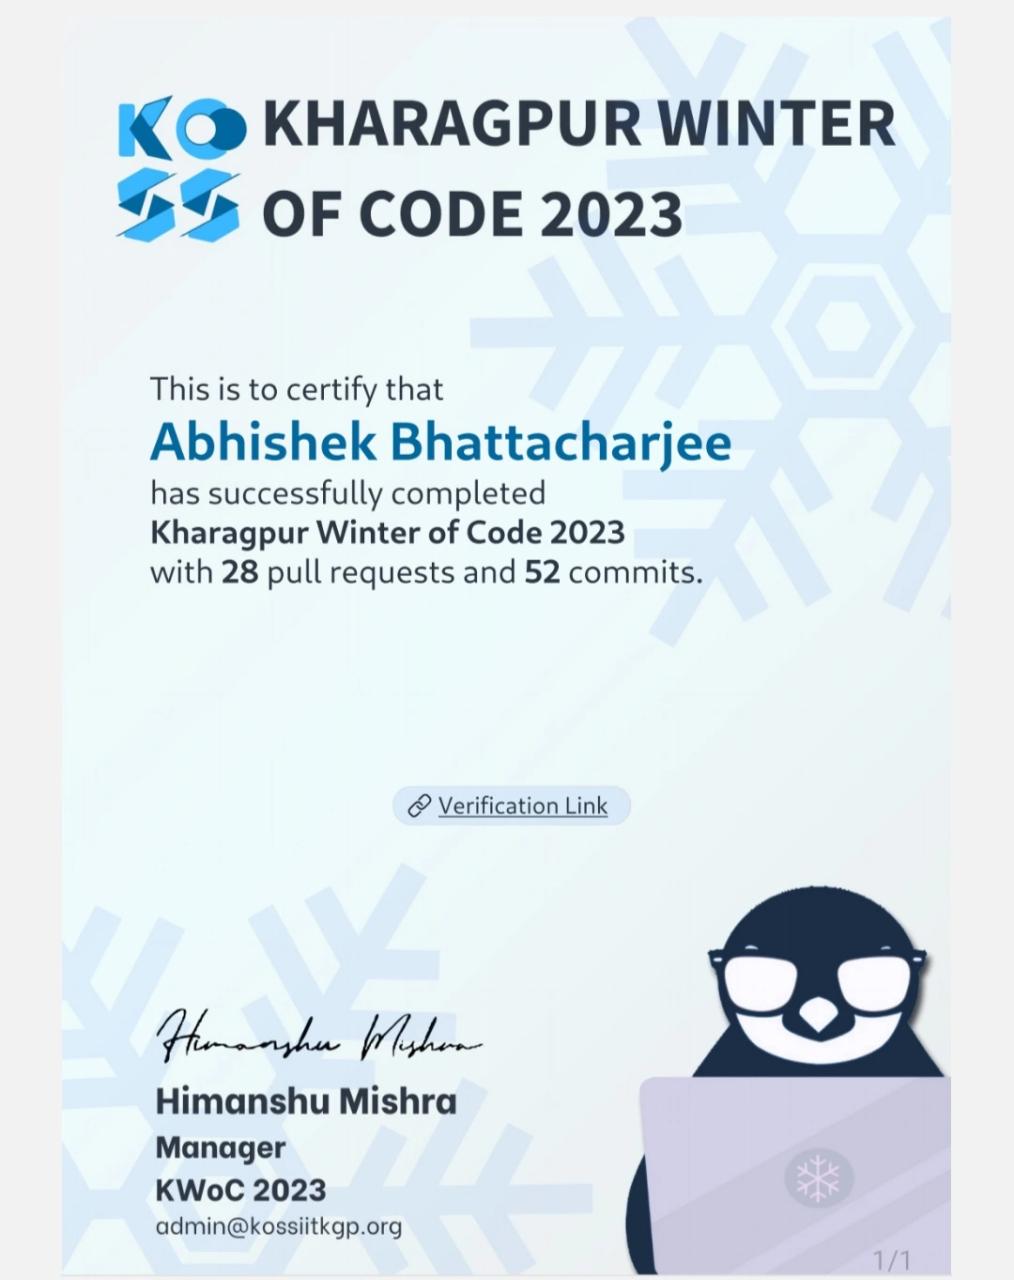 KOSS
KHARAGPUR WINTER
OF CODE 2023
This is to certify that
Abhishek Bhattacharjee
has successfully completed
Kharagpur Winter of Code 2023
with 28 pull requests and 52 commits.
Verification Link
Himanshu Mishra
Himanshu Mishra
Manager
KWoC 2023
admin@kossiitkgp.org
1/1